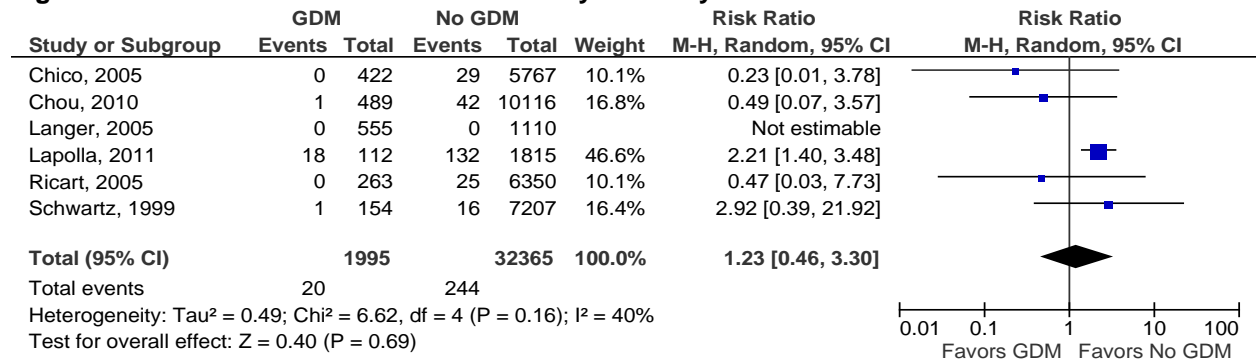 GDM No GDM Risk Ratio Risk Ratio
Study or Subgroup Events Total Events Total Weight M-H, Random, 95% CI M-H, Random, 95% CI
Chico, 2005 0 422 29 5767 10.1% 0.23 [0.01, 3.78]
Chou, 2010 1 489 42 10116 16.8% 0.49 [0.07, 3.57]
Langer, 2005 0 555 0 1110 Not estimable
Lapolla, 2011 18 112 132 1815 46.6% 2.21 [1.40, 3.48]
Ricart, 2005 0 263 25 6350 10.1% 0.47 [0.03, 7.73]
Schwartz, 1999 1 154 16 7207 16.4% 2.92 [0.39, 21.92]
Total (95% CI) 1995 32365 100.0% 1.23 [0.46, 3.30]
Total events 20 244
Heterogeneity: Tau² = 0.49; Chi² = 6.62, df = 4 (P = 0.16); I² = 40%
Test for overall effect: Z = 0.40 (P = 0.69)
0.01 0.1 1 10 100
Favors GDM Favors No GDM